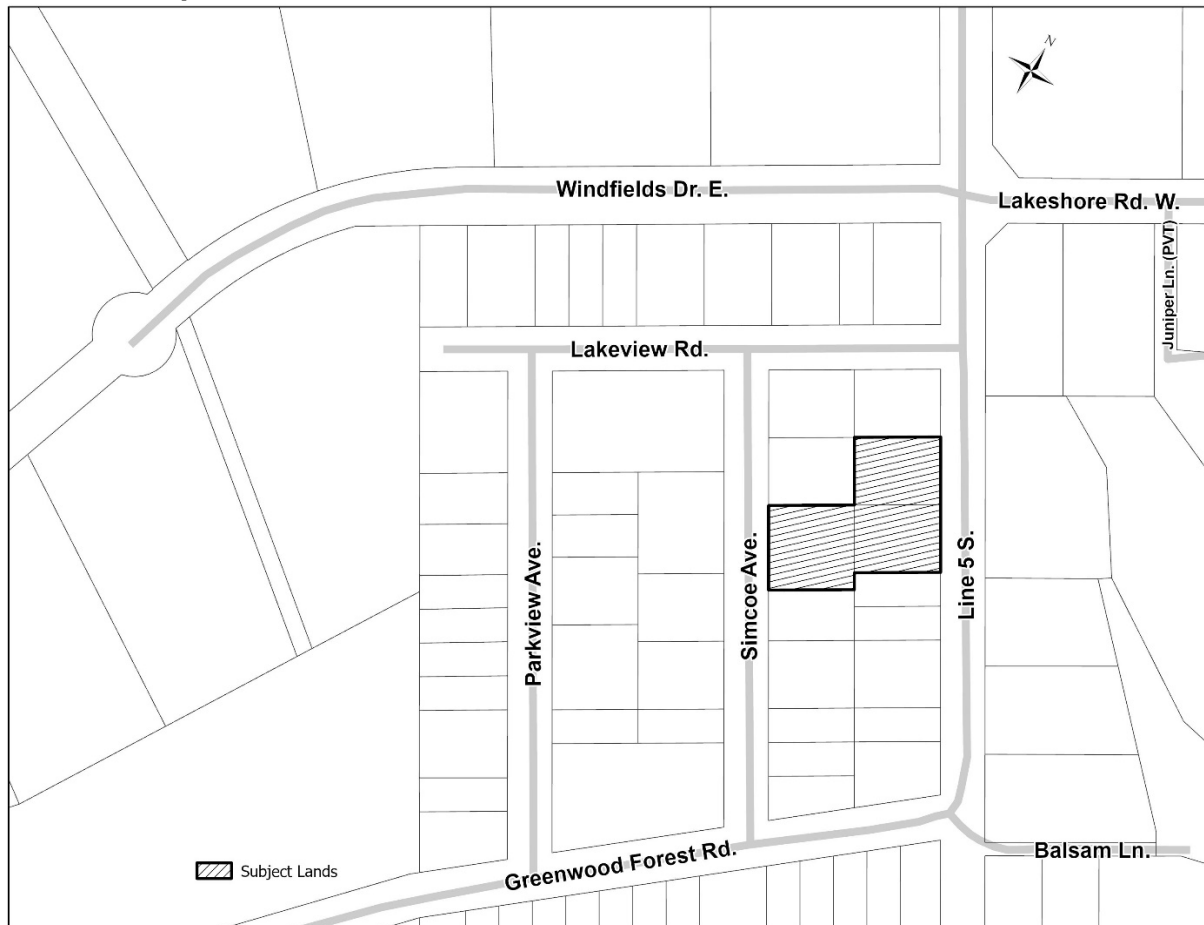 N
Windfields Dr. E.
Lakeshore Rd. W.
Juniper Ln. (PVT)
Lakeview Rd.
Parkview Ave.
Simcoe Ave.
Line 5 S.
Greenwood Forest Rd.
Balsam Ln.
Subject Lands